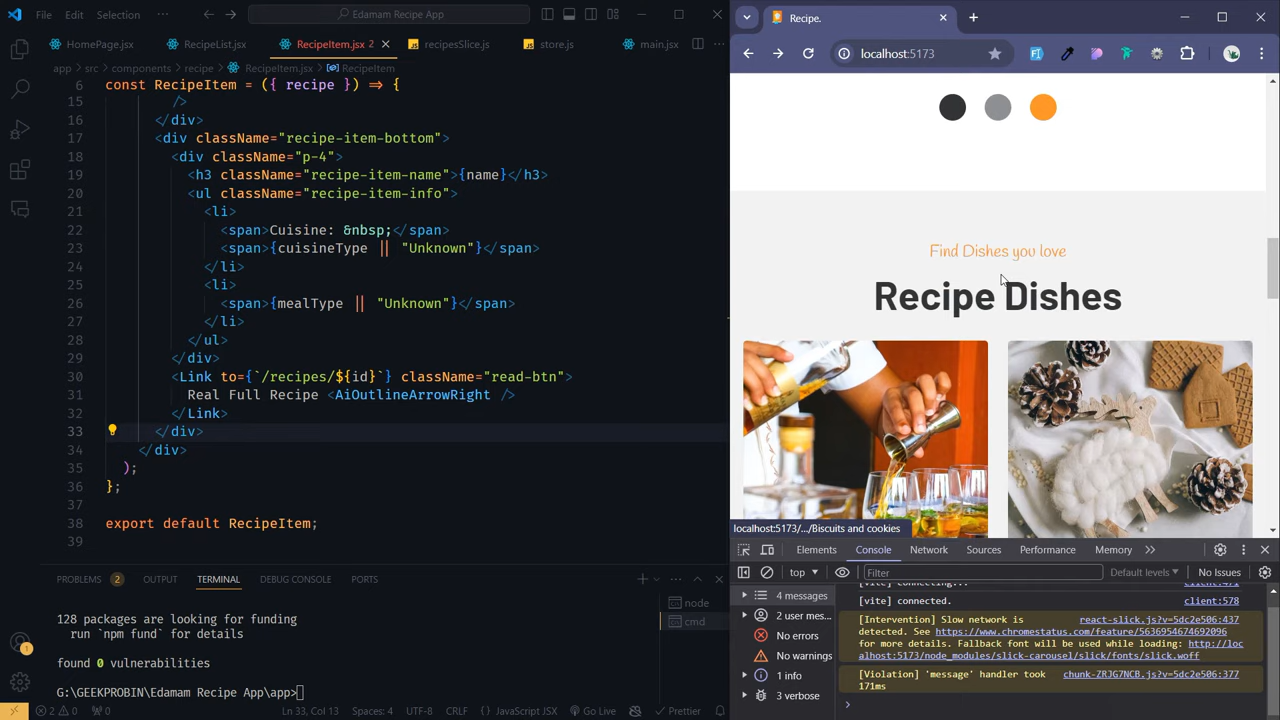 File Edit Selection ··· Edamam Recipe App
HomePage.jsx RecipeList.jsx RecipeItem.jsx 2 recipesSlice.js store.js main.jsx
app > src > components > recipe > RecipeItem.jsx > RecipeItem
6 const RecipeItem = ({ recipe }) => {
15 />
16 </div>
17 <div className="recipe-item-bottom">
18 <div className="p-4">
19 <h3 className="recipe-item-name">{name}</h3>
20 <ul className="recipe-item-info">
21 <li>
22 <span>Cuisine: &nbsp;</span>
23 <span>{cuisineType || "Unknown"}</span>
24 </li>
25 <li>
26 <span>{mealType || "Unknown"}</span>
27 </li>
28 </ul>
29 </div>
30 <Link to={`/recipes/${id}`} className="read-btn">
31 Real Full Recipe <AiOutlineArrowRight />
32 </Link>
33 </div>
34 </div>
35 );
36 };
37
38 export default RecipeItem;
39
PROBLEMS 2 OUTPUT TERMINAL DEBUG CONSOLE PORTS
128 packages are looking for funding
run `npm fund` for details
found 0 vulnerabilities
G:\GEEKPROBIN\Edamam Recipe App\app>
node
cmd
1
2 0 0 Ln 33, Col 13 Spaces: 4 UTF-8 CRLF {} JavaScript JSX Go Live Prettier
Recipe.
localhost:5173
Find Dishes you love
Recipe Dishes
localhost:5173/.../Biscuits and cookies
Elements Console Network Sources Performance Memory
top Filter Default levels No Issues
4 messages
2 user mes...
No errors
No warnings
1 info
3 verbose
[vite] connecting... client:471
[vite] connected. client:578
[Intervention] Slow network is react-slick.js?v=5dc2e506:437
detected. See https://www.chromestatus.com/feature/5636954674692096
for more details. Fallback font will be used while loading: http://loc
alhost:5173/node_modules/slick-carousel/slick/fonts/slick.woff
[Violation] 'message' handler took chunk-ZRJG7NCB.js?v=5dc2e506:377
171ms